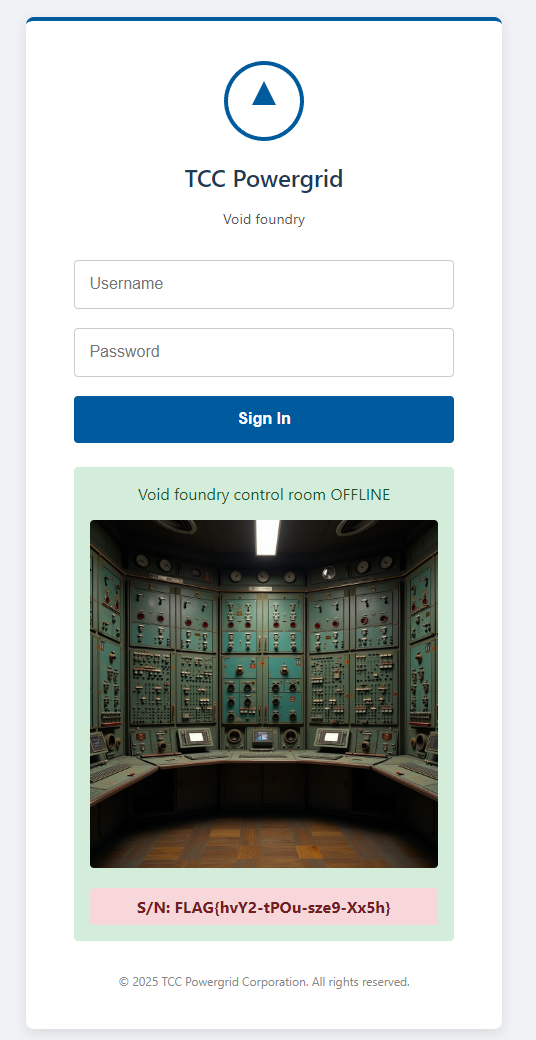 TCC Powergrid
Void foundry
Username
Password
Sign In
Void foundry control room OFFLINE
S/N: FLAG{hvY2-tPOu-sze9-Xx5h}
© 2025 TCC Powergrid Corporation. All rights reserved.